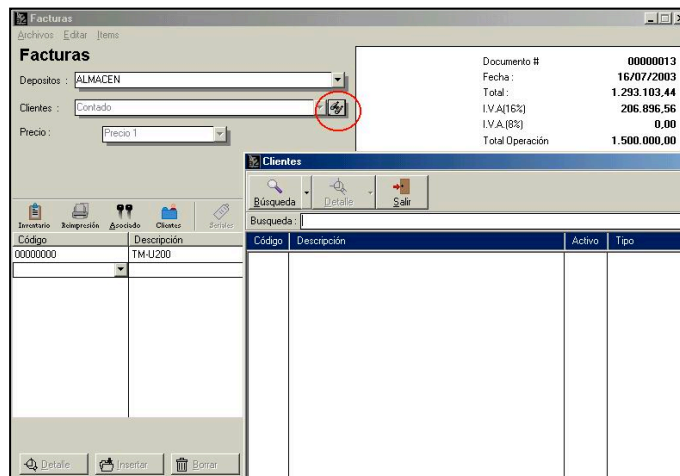 Facturas
Archivos Editar Items
Facturas
Depositos : ALMACEN
Clientes : Contado
Precio : Precio 1
Documento # 00000013
Fecha : 16/07/2003
Total : 1.293.103,44
I.V.A(16%) 206.896,56
I.V.A.(8%) 0,00
Total Operación 1.500.000,00
Inventario Reimpresión Asociado Clientes Seriales
Código Descripción
00000000 TM-U200
Detalle Insertar Borrar
Clientes
Búsqueda Detalle Salir
Busqueda :
Código Descripción Activo Tipo